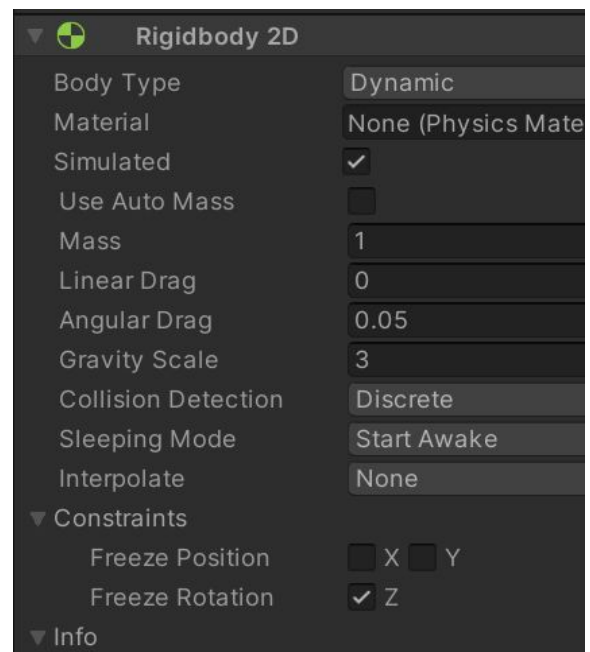 Rigidbody 2D
Body Type Dynamic
Material None (Physics Mate
Simulated
Use Auto Mass
Mass 1
Linear Drag 0
Angular Drag 0.05
Gravity Scale 3
Collision Detection Discrete
Sleeping Mode Start Awake
Interpolate None
Constraints
Freeze Position X Y
Freeze Rotation Z
Info